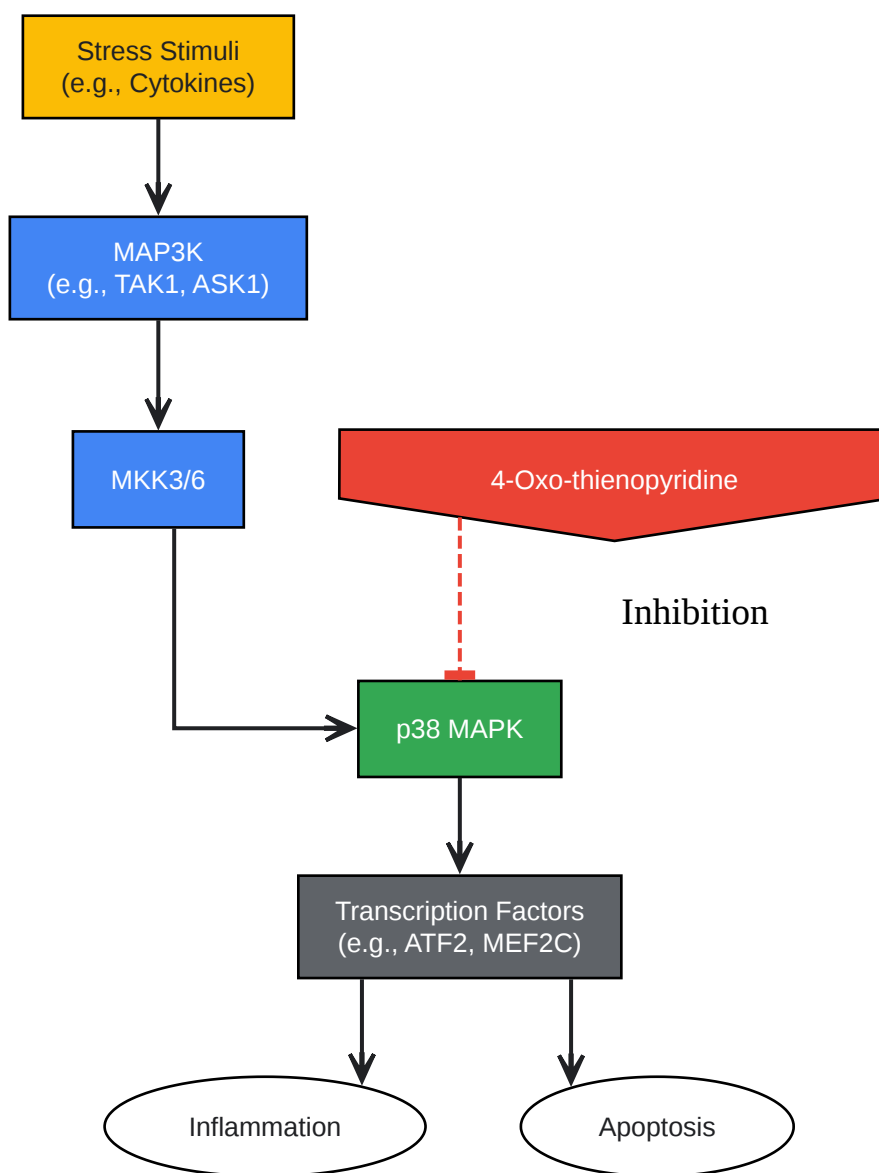 Stress Stimuli
(e.g., Cytokines)
MAP3K
(e.g., TAK1, ASK1)
MKK3/6
4-Oxo-thienopyridine
Inhibition
p38 MAPK
Transcription Factors
(e.g., ATF2, MEF2C)
Inflammation
Apoptosis